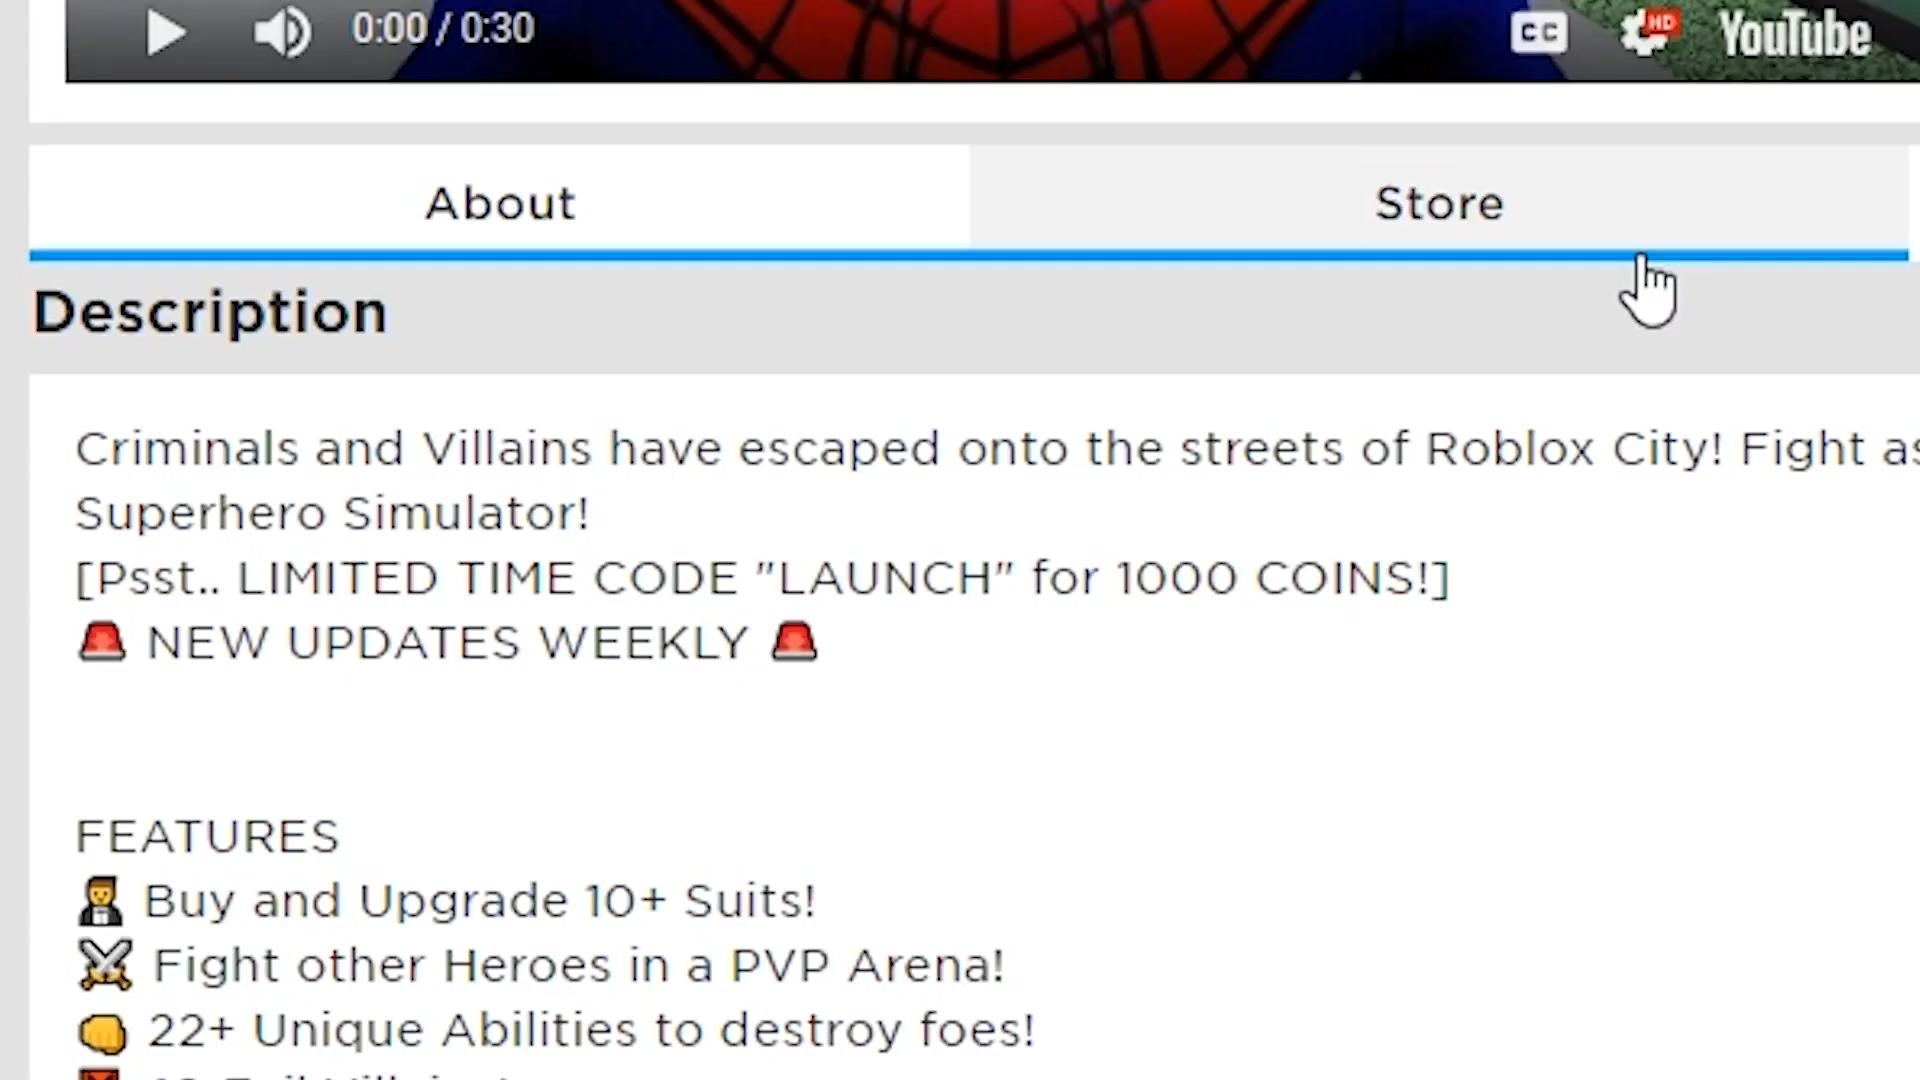 0:00 / 0:30
CC
HD
YouTube
About
Store
Description
Criminals and Villains have escaped onto the streets of Roblox City! Fight as
Superhero Simulator!
[Psst.. LIMITED TIME CODE "LAUNCH" for 1000 COINS!]
🚨 NEW UPDATES WEEKLY 🚨
FEATURES
Buy and Upgrade 10+ Suits!
⚔ Fight other Heroes in a PVP Arena!
👊 22+ Unique Abilities to destroy foes!